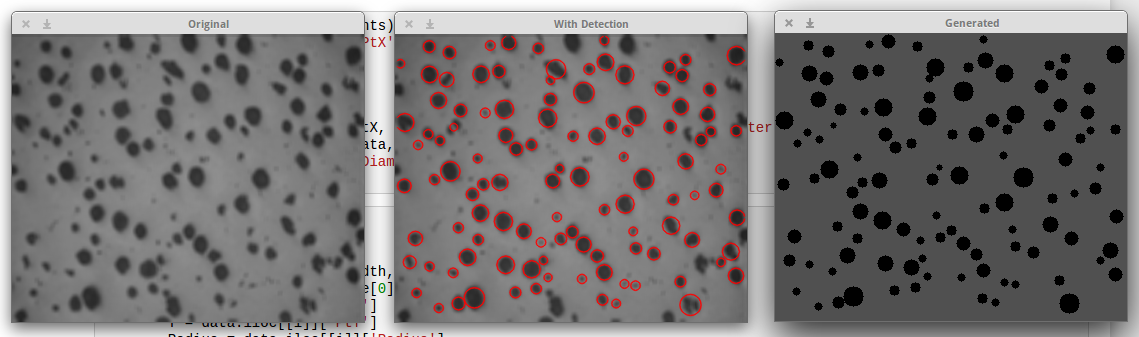 Original
With Detection
Generated
nts)
PtX'
tX,
ter
ata,
Diam
dth,
e[0]
']
= data.iloc[[i]]['PtY']
Radius = data.iloc[[i]]['Radius']